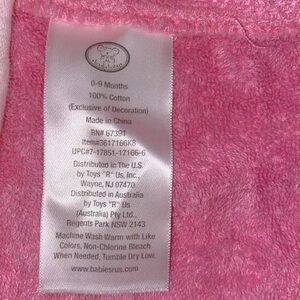 0-9 Months
100% Cotton
(Exclusive of Decoration)
Made in China
RN# 67391
Item#3617166K8
UPC#7-17851-17166-6
Distributed in The U.S.
by Toys "R" Us, Inc.,
Wayne, NJ 07470
Distributed in Australia
by Toys "R" Us
(Australia) Pty Ltd.,
Regents Park NSW 2143
Machine Wash Warm with Like
Colors, Non-Chlorine Bleach
When Needed, Tumble Dry Low.
www.babiesrus.com